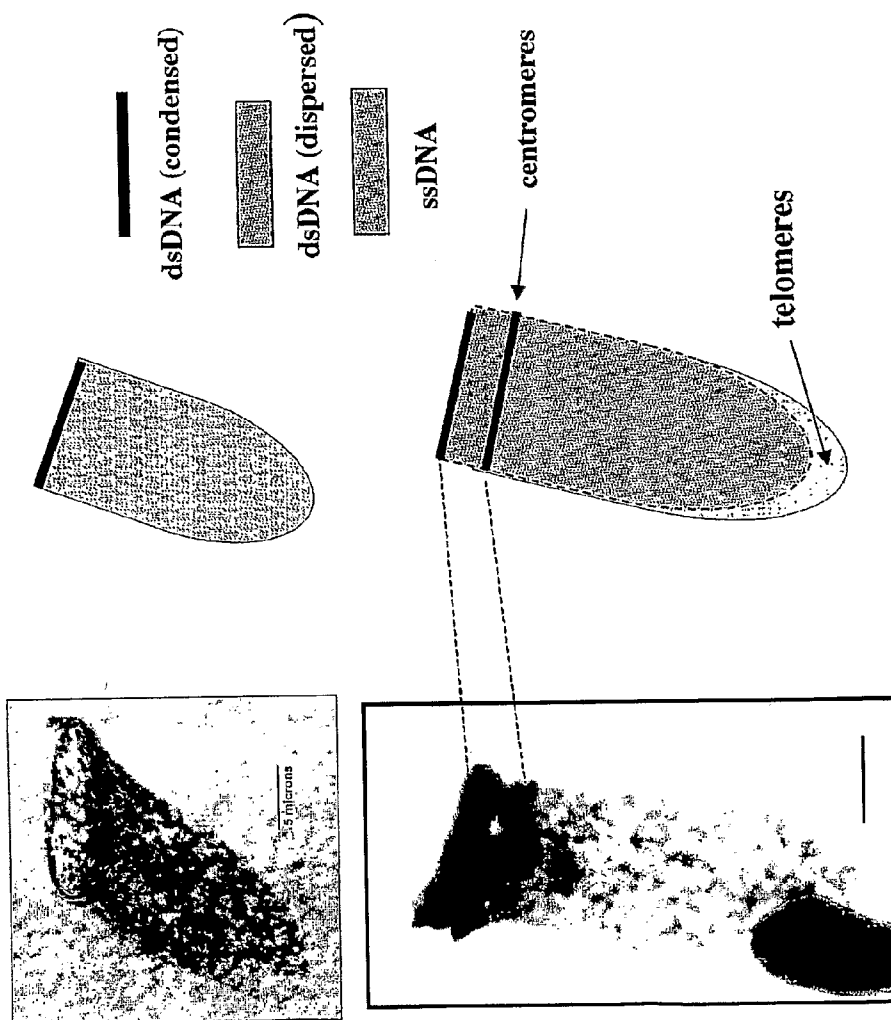 dsDNA (condensed)
dsDNA (dispersed)
ssDNA
centromeres
telomeres
5 microns